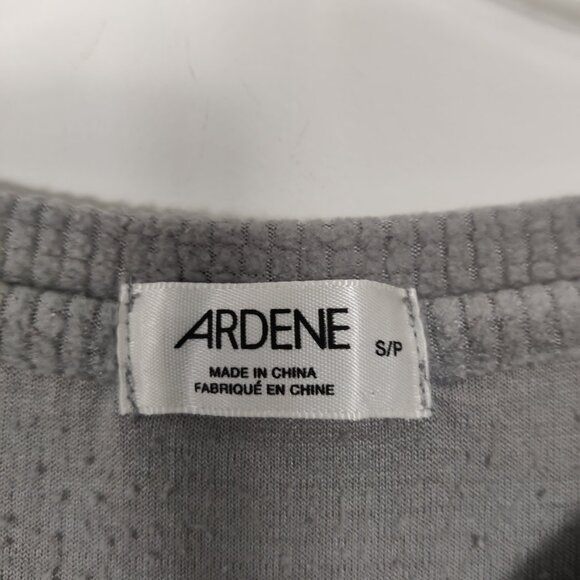 ARDENE
S/P
MADE IN CHINA
FABRIQUÉ EN CHINE